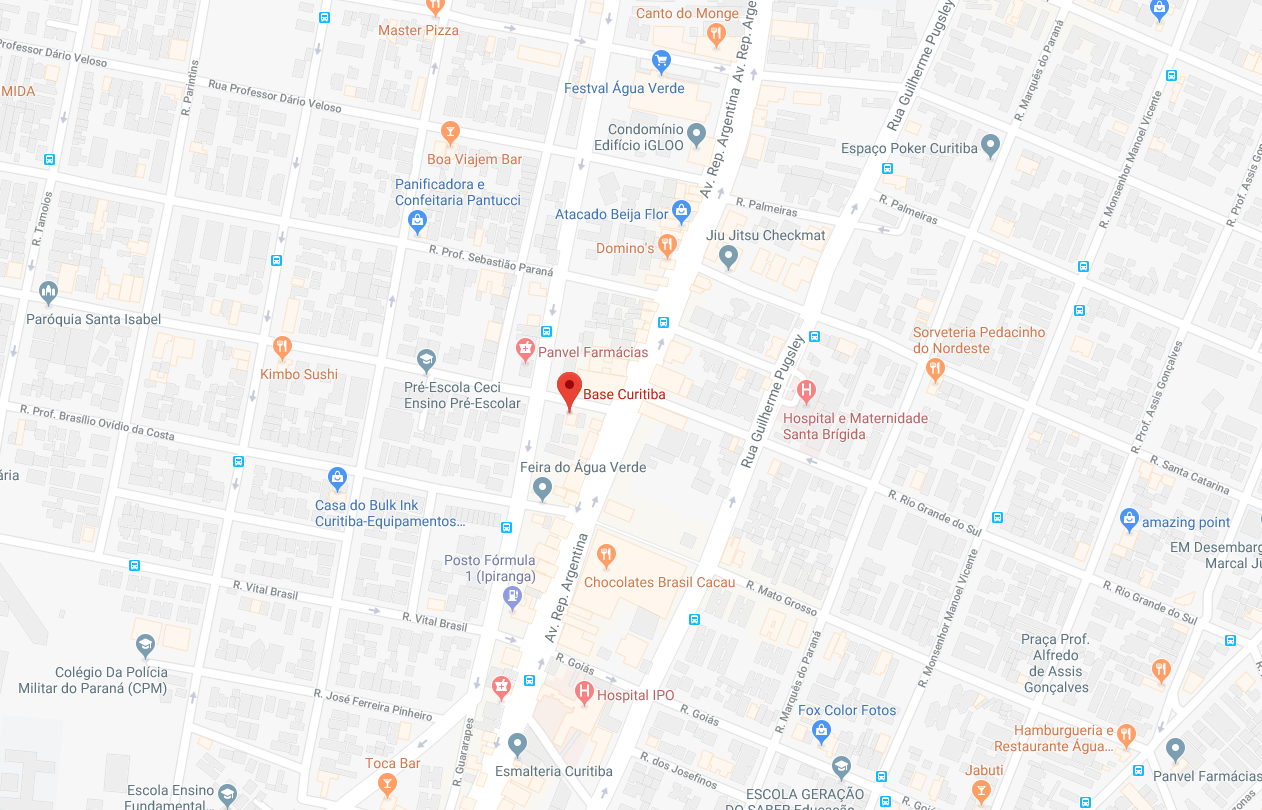 Canto do Monge
Master Pizza
Av. Rep. Argentina
Av. Rep. Arge
Rua Guilherme Pugsley
R. Marquês do Paraná
Professor Dário Veloso
R. Parintins
MIDA
Rua Professor Dário Veloso
Festval Água Verde
Condomínio
Edifício iGLOO
Espaço Poker Curitiba
R. Monsenhor Manoel Vicente
R. Prof. Assis Gon
Boa Viajem Bar
Panificadora e
Confeitaria Pantucci
R. Tamoios
Atacado Beija Flor
R. Palmeiras
R. Palmeiras
Domino's
Jiu Jitsu Checkmat
R. Prof. Sebastião Paraná
Paróquia Santa Isabel
Kimbo Sushi
Panvel Farmácias
Sorveteria Pedacinho
do Nordeste
Pré-Escola Ceci
Ensino Pré-Escolar
Base Curitiba
Rua Guilherme Pugsley
Hospital e Maternidade
Santa Brígida
R. Prof. Assis Gonçalves
R. Prof. Brasílio Ovídio da Costa
Feira do Água Verde
R. Santa Catarina
ária
Casa do Bulk Ink
Curitiba-Equipamentos...
R. Rio Grande do Sul
amazing point
Posto Fórmula
1 (Ipiranga)
Av. Rep. Argentina
Chocolates Brasil Cacau
EM Desembarg
Marcal Ju
R. Vital Brasil
R. Vital Brasil
R. Mato Grosso
R. Monsenhor Manoel Vicente
R. Rio Grande do Sul
Praça Prof.
Alfredo
de Assis
Gonçalves
Colégio Da Polícia
Militar do Paraná (CPM)
R. Goiás
R. Marquês do Paraná
R. José Ferreira Pinheiro
Hospital IPO
R. Goiás
Fox Color Fotos
R. Guararapes
Hamburgueria e
Restaurante Água...
Toca Bar
Esmalteria Curitiba
R. dos Josefinos
Jabuti
Panvel Farmácias
Escola Ensino
Fundamental...
ESCOLA GERAÇÃO
DO SABER Educação